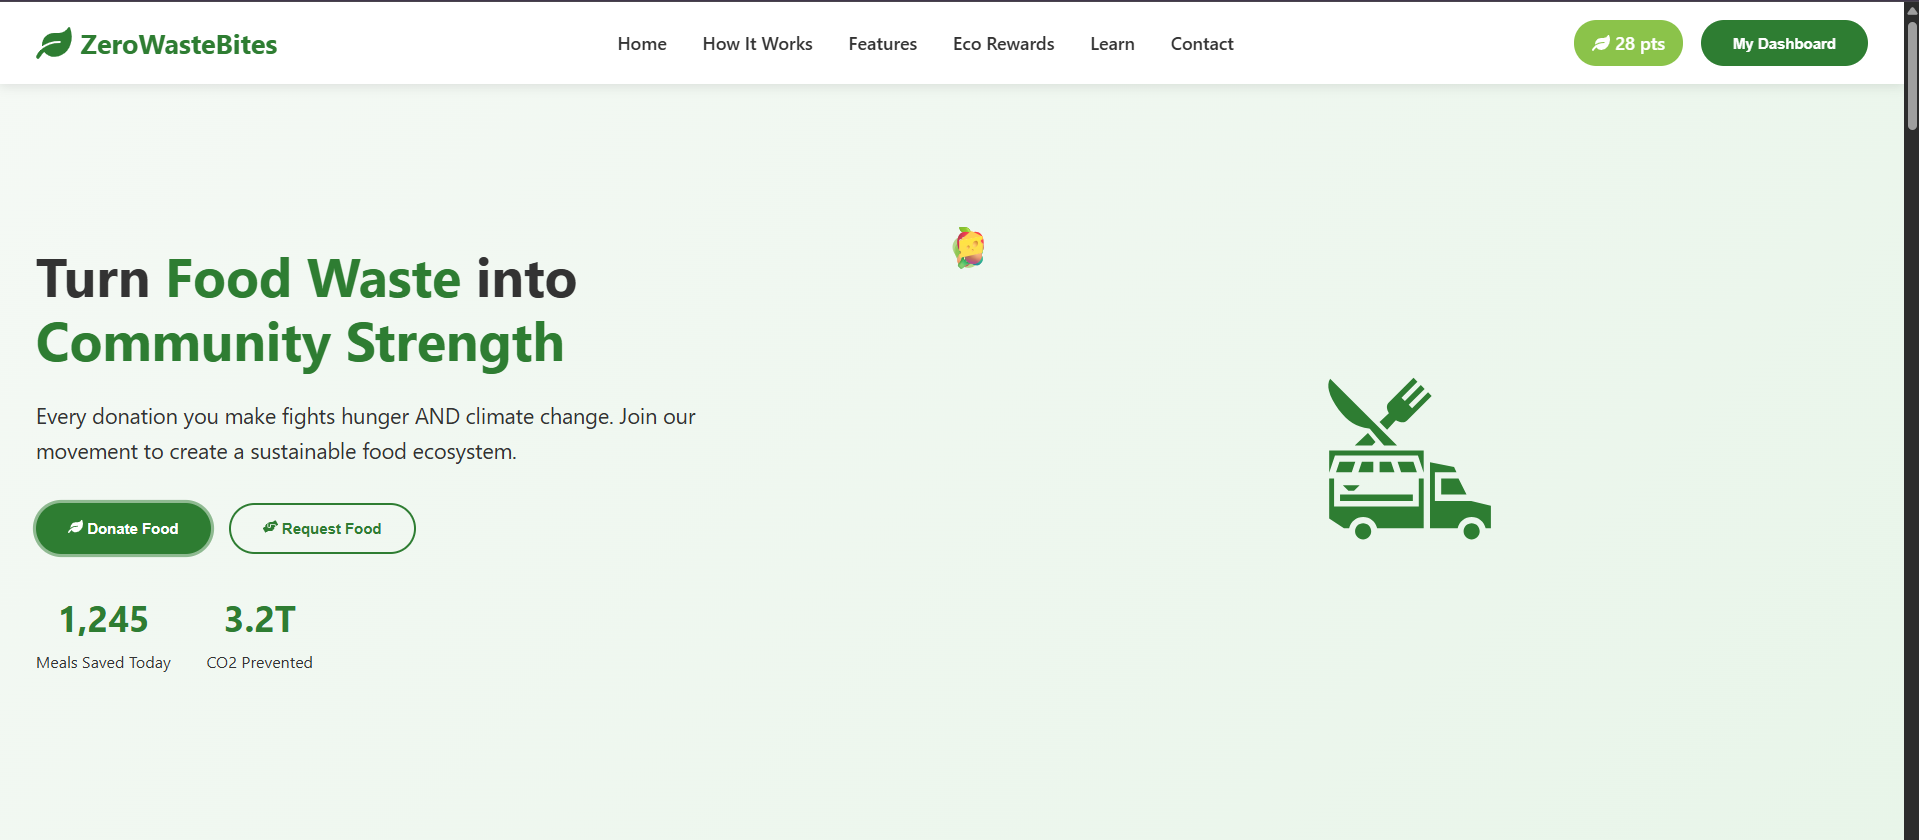 ZeroWasteBites
Home
How It Works
Features
Eco Rewards
Learn
Contact
28 pts
My Dashboard
Turn Food Waste into
Community Strength
Every donation you make fights hunger AND climate change. Join our
movement to create a sustainable food ecosystem.
Donate Food
Request Food
1,245
Meals Saved Today
3.2T
CO2 Prevented